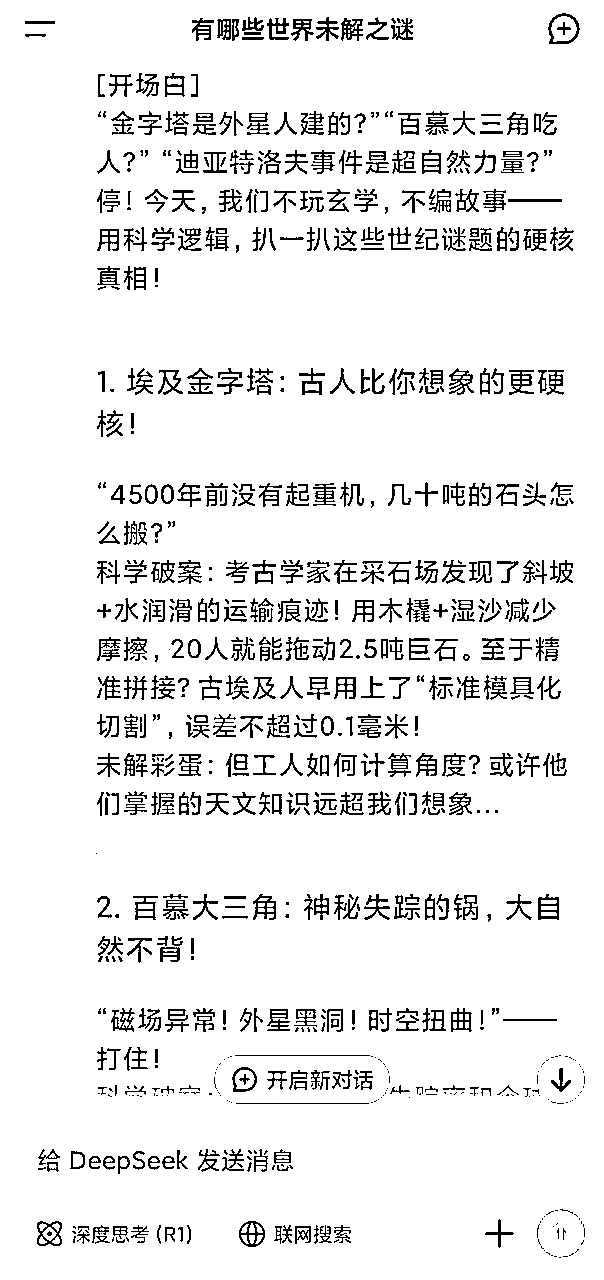 有哪些世界未解之谜
[开场白]
“金字塔是外星人建的?”“百慕大三角吃
人?” “迪亚特洛夫事件是超自然力量?”
停! 今天, 我们不玩玄学, 不编故事——
用科学逻辑, 扒一扒这些世纪谜题的硬核
真相!
1. 埃及金字塔: 古人比你想象的更硬
核!
“4500年前没有起重机, 几十吨的石头怎
么搬?”
科学破案: 考古学家在采石场发现了斜坡
+水润滑的运输痕迹! 用木橇+湿沙减少
摩擦, 20人就能拖动2.5吨巨石。至于精
准拼接? 古埃及人早用上了“标准模具化
切割”, 误差不超过0.1毫米!
未解彩蛋: 但工人如何计算角度? 或许他
们掌握的天文知识远超我们想象...
2. 百慕大三角: 神秘失踪的锅, 大自
然不背!
“磁场异常! 外星黑洞! 时空扭曲!”——
打住!
开启新对话
给 DeepSeek 发送消息
深度思考 (R1)
联网搜索